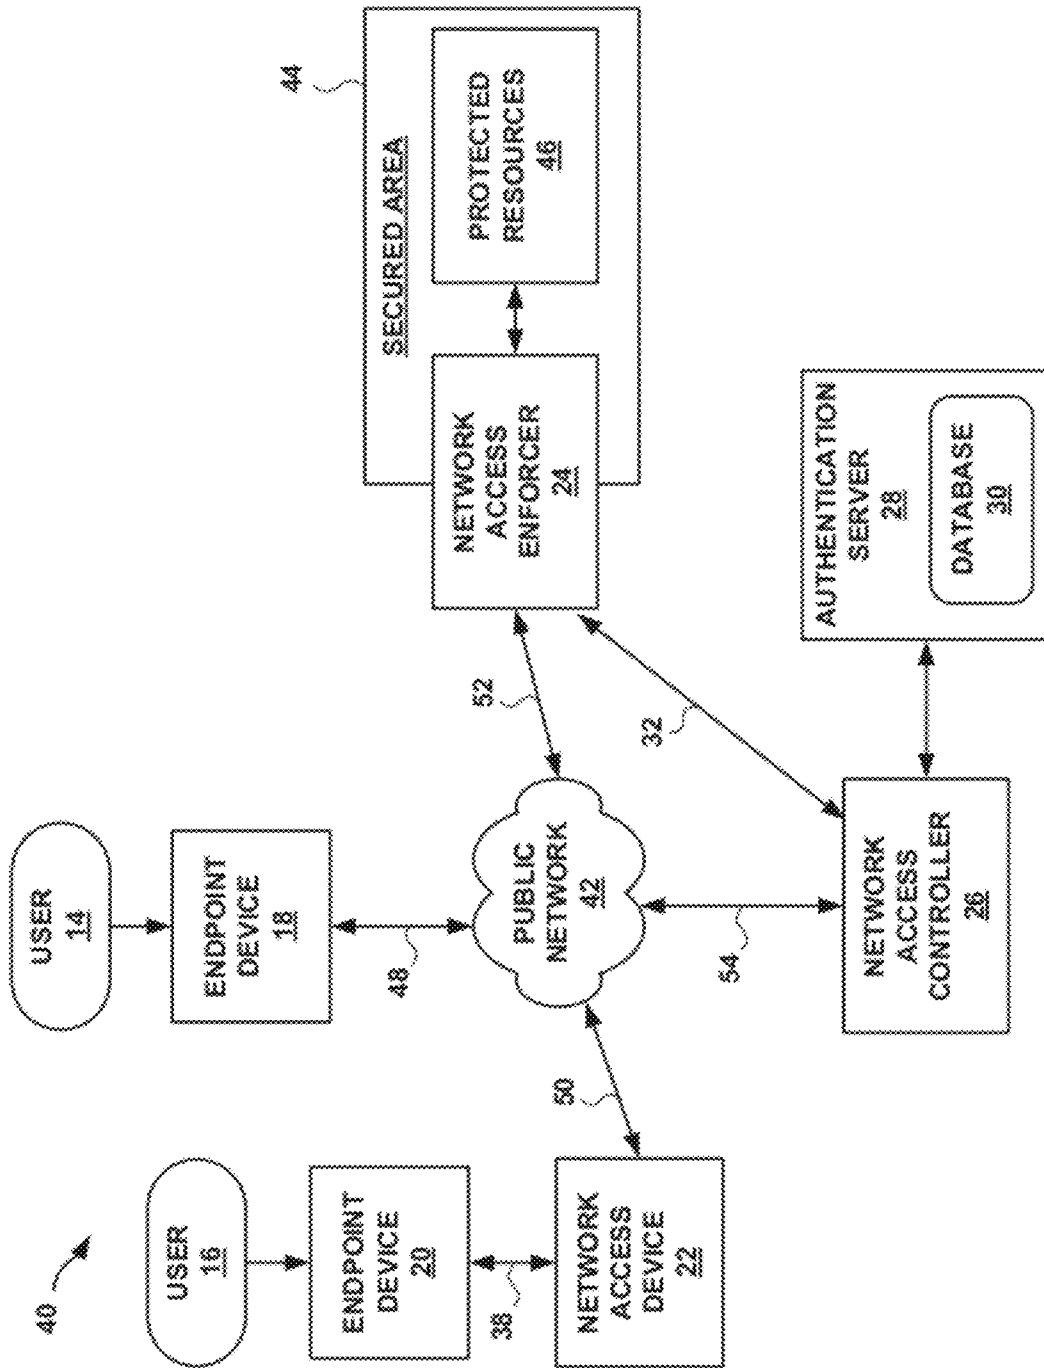 40
USER
16
ENDPOINT
DEVICE
20
38
NETWORK
ACCESS
DEVICE
22
50
USER
14
ENDPOINT
DEVICE
18
48
PUBLIC
NETWORK
42
54
NETWORK
ACCESS
CONTROLLER
26
52
32
44
SECURED AREA
NETWORK
ACCESS
ENFORCER
24
PROTECTED
RESOURCES
46
AUTHENTICATION
SERVER
28
DATABASE
30